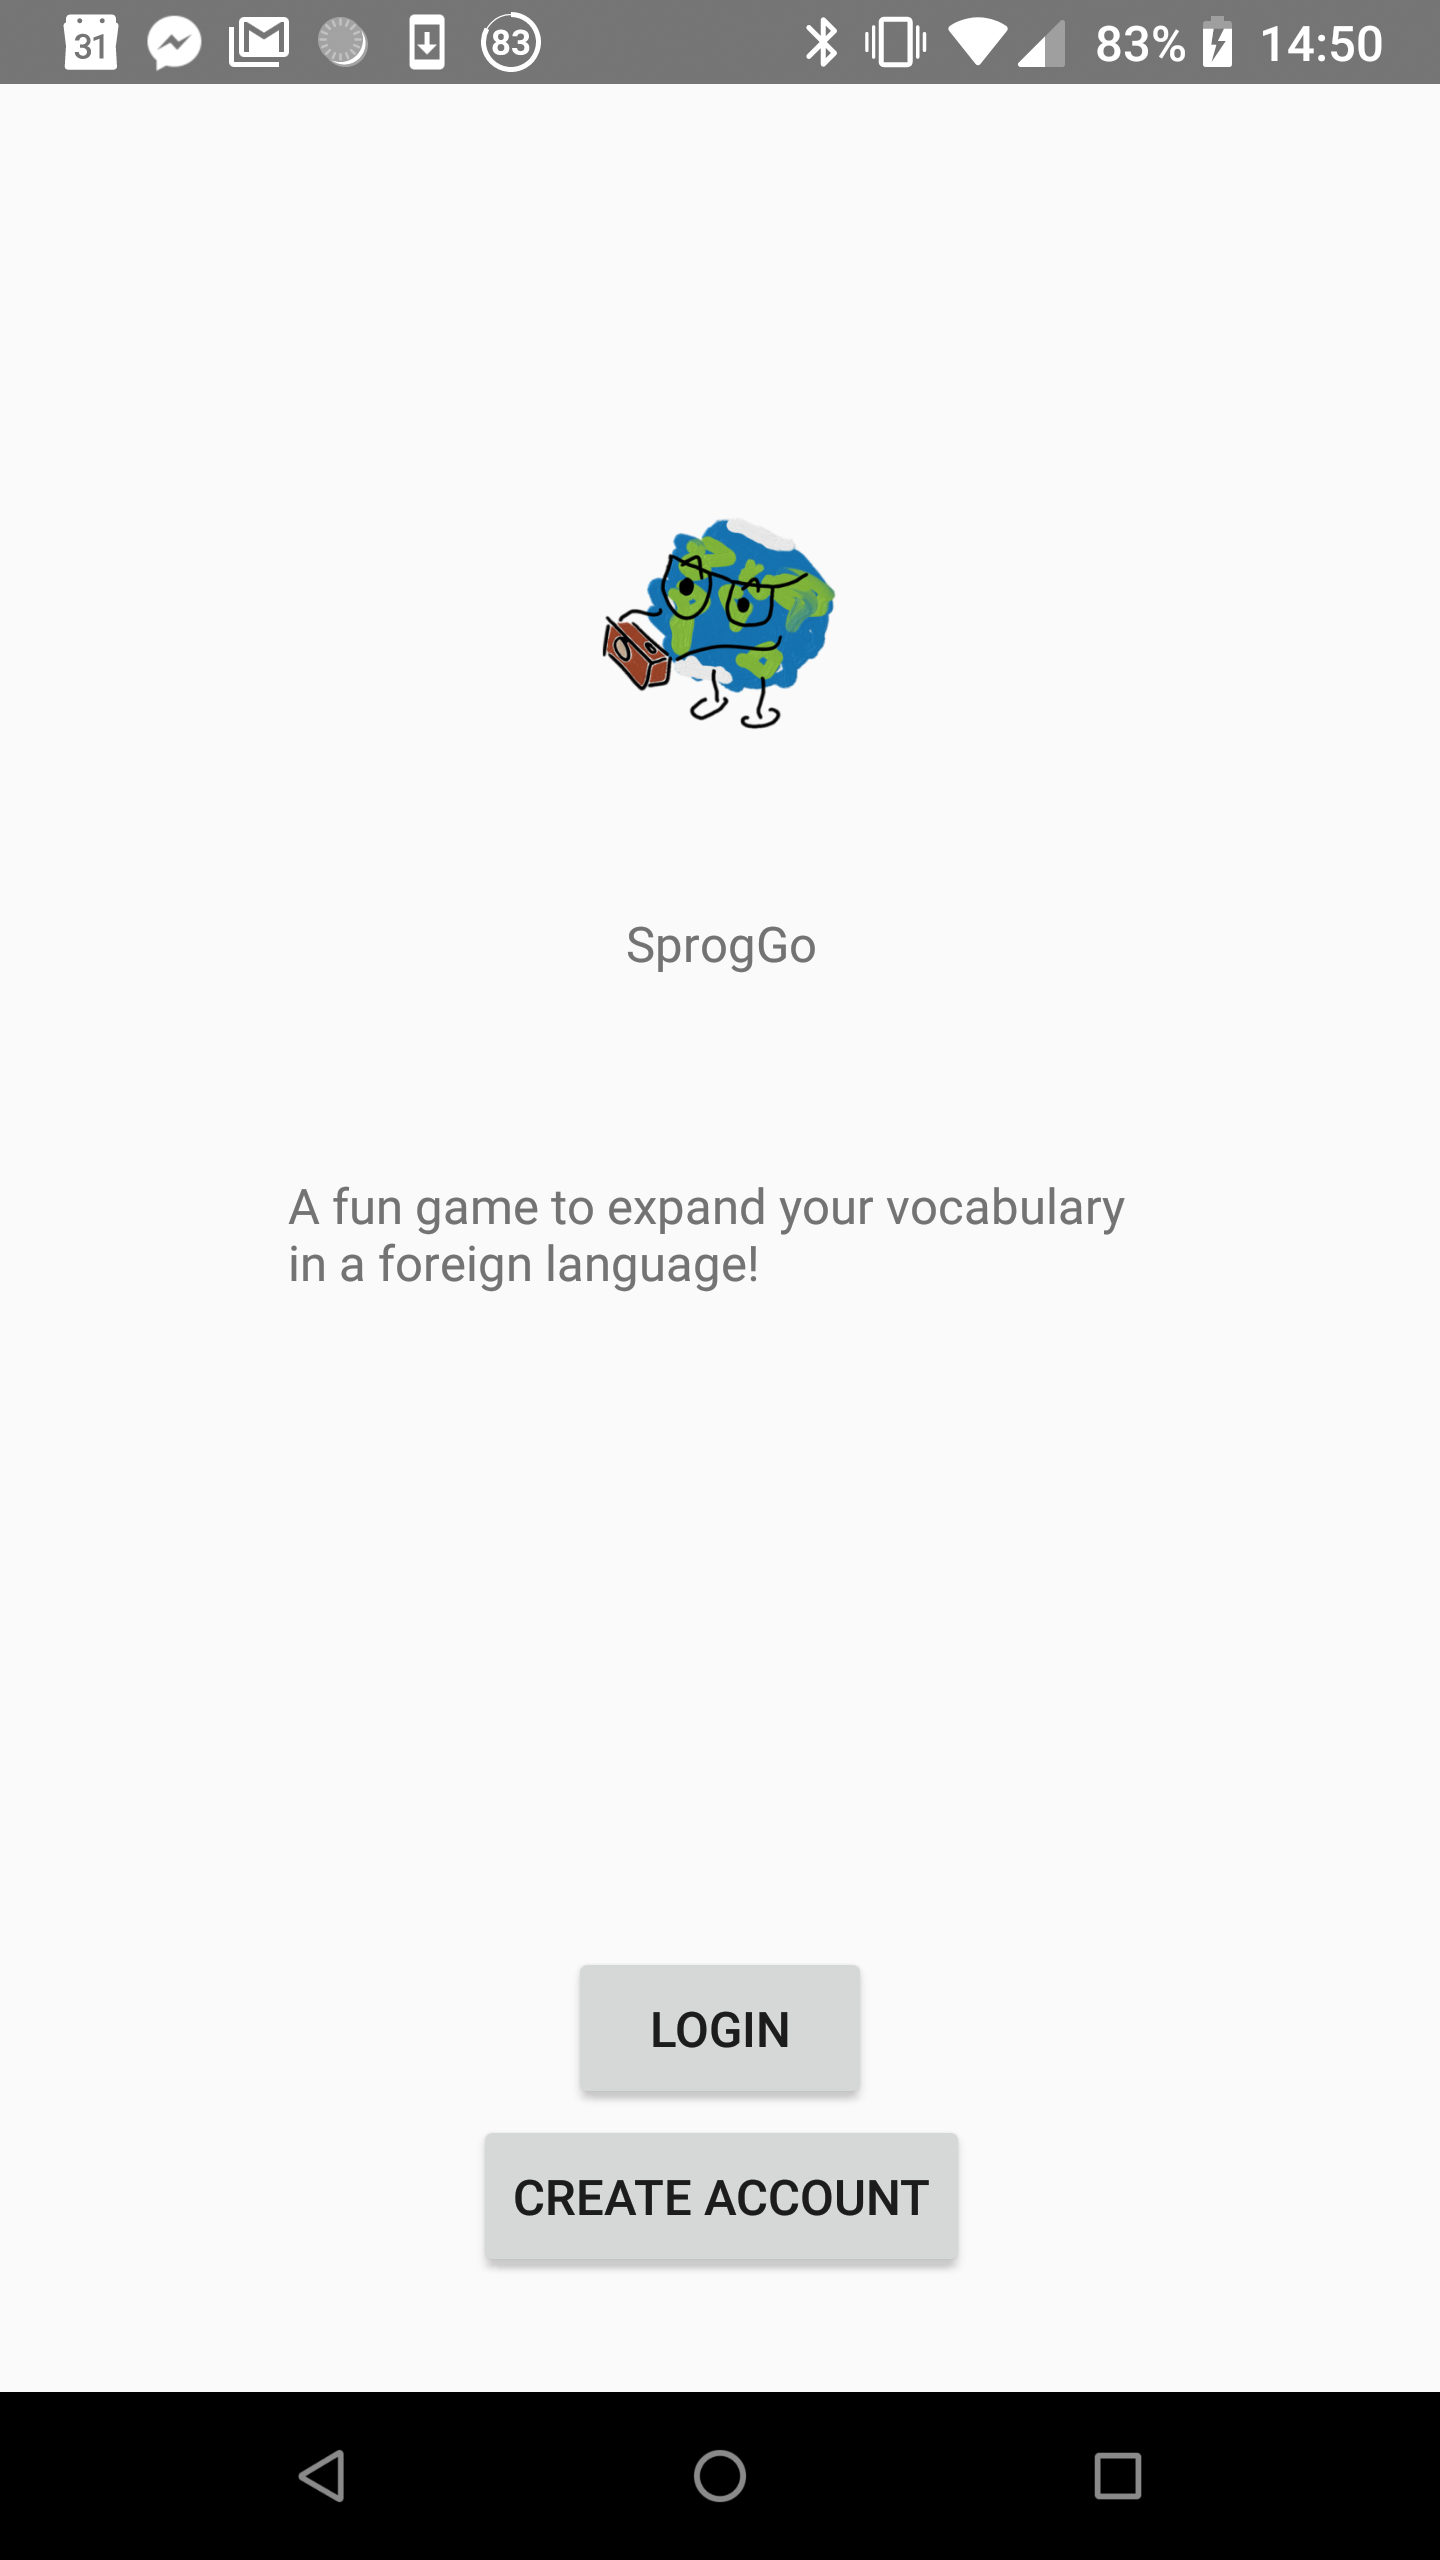 31 83 83% 14:50
SprogGo
A fun game to expand your vocabulary
in a foreign language!
LOGIN
CREATE ACCOUNT